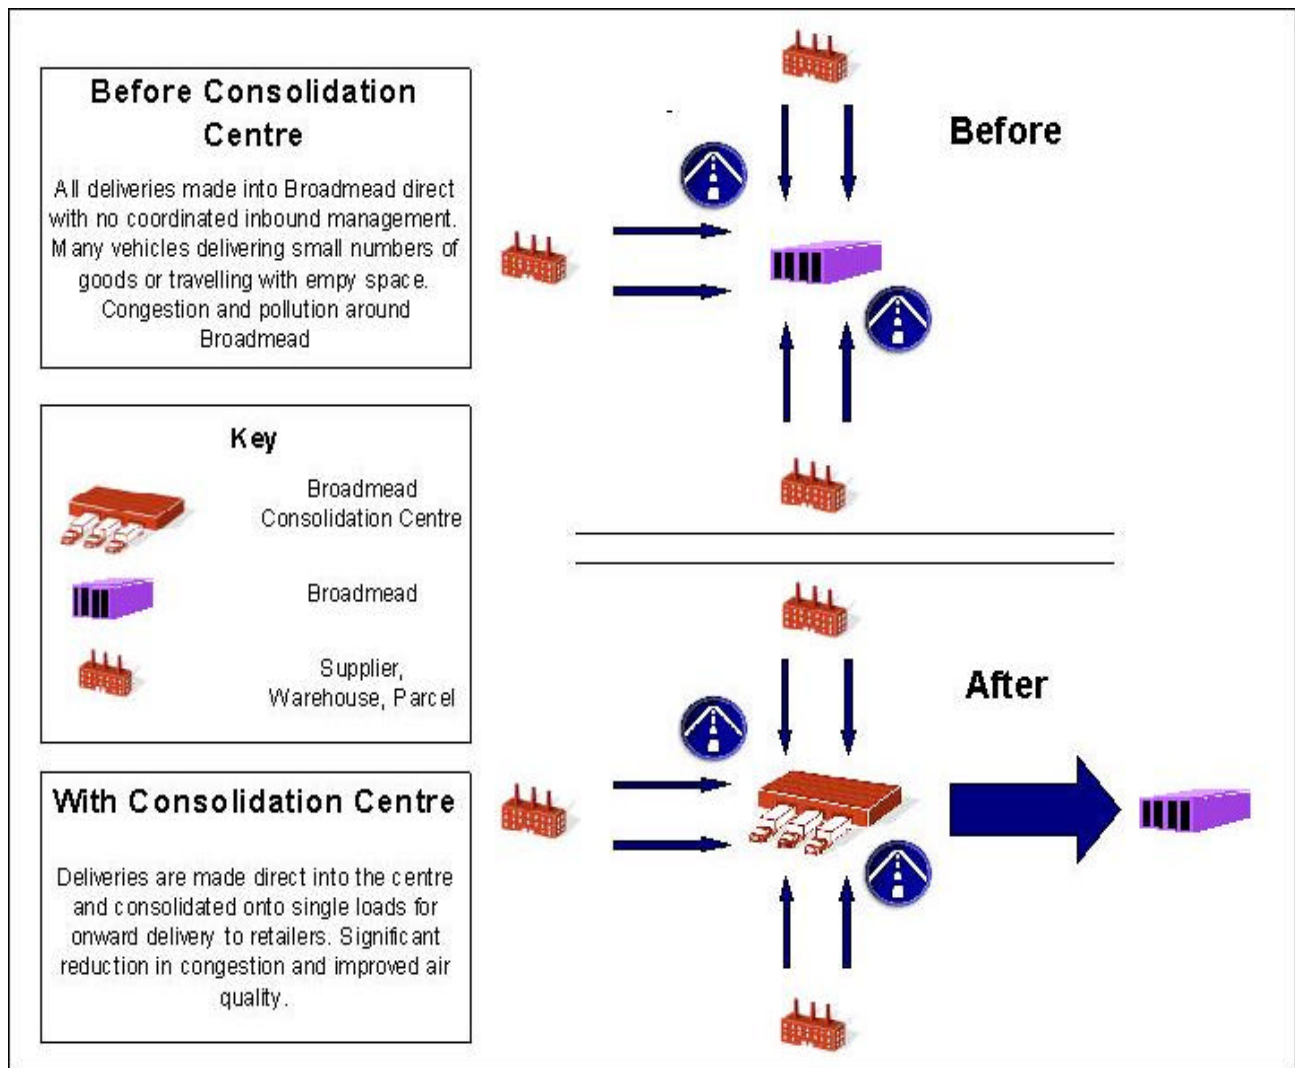 Before Consolidation
Centre
All deliveries made into Broadmead direct
with no coordinated inbound management.
Many vehicles delivering small numbers of
goods or travelling with empy space.
Congestion and pollution around
Broadmead
Before
Key
Broadmead
Consolidation Centre
Broadmead
Supplier,
Warehouse, Parcel
After
With Consolidation Centre
Deliveries are made direct into the centre
and consolidated onto single loads for
onward delivery to retailers. Significant
reduction in congestion and improved air
quality.